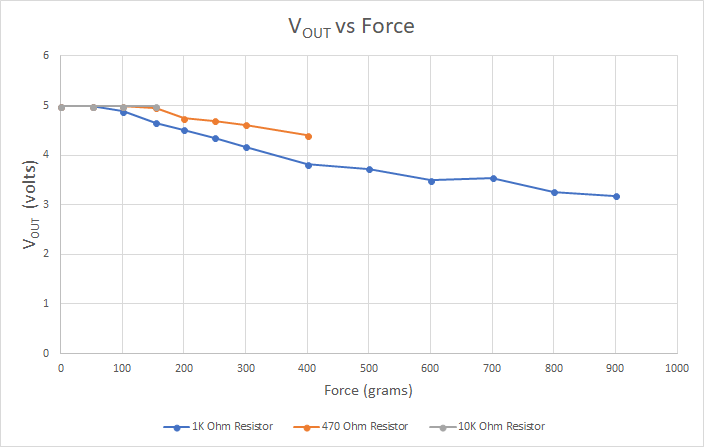 VOUT vs Force
6
5
4
3
2
1
0
VOUT (volts)
0 100 200 300 400 500 600 700 800 900 1000
Force (grams)
1K Ohm Resistor 470 Ohm Resistor 10K Ohm Resistor